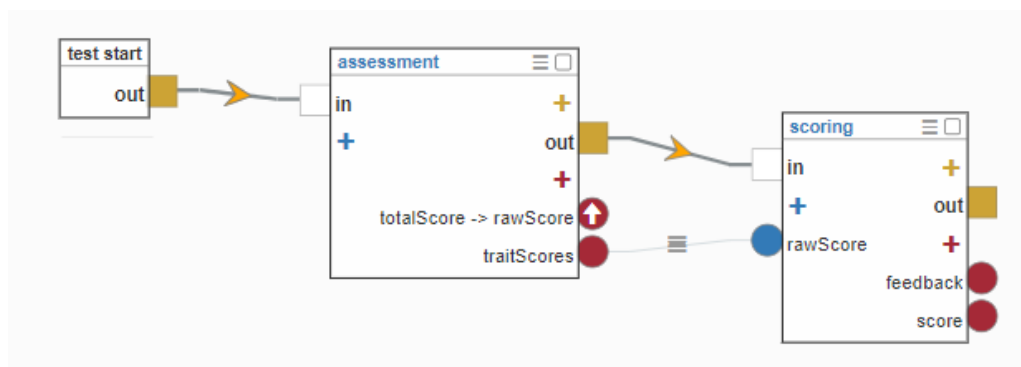 test start
out
assessment
in
out
totalScore -> rawScore
traitScores
scoring
in
out
rawScore
feedback
score